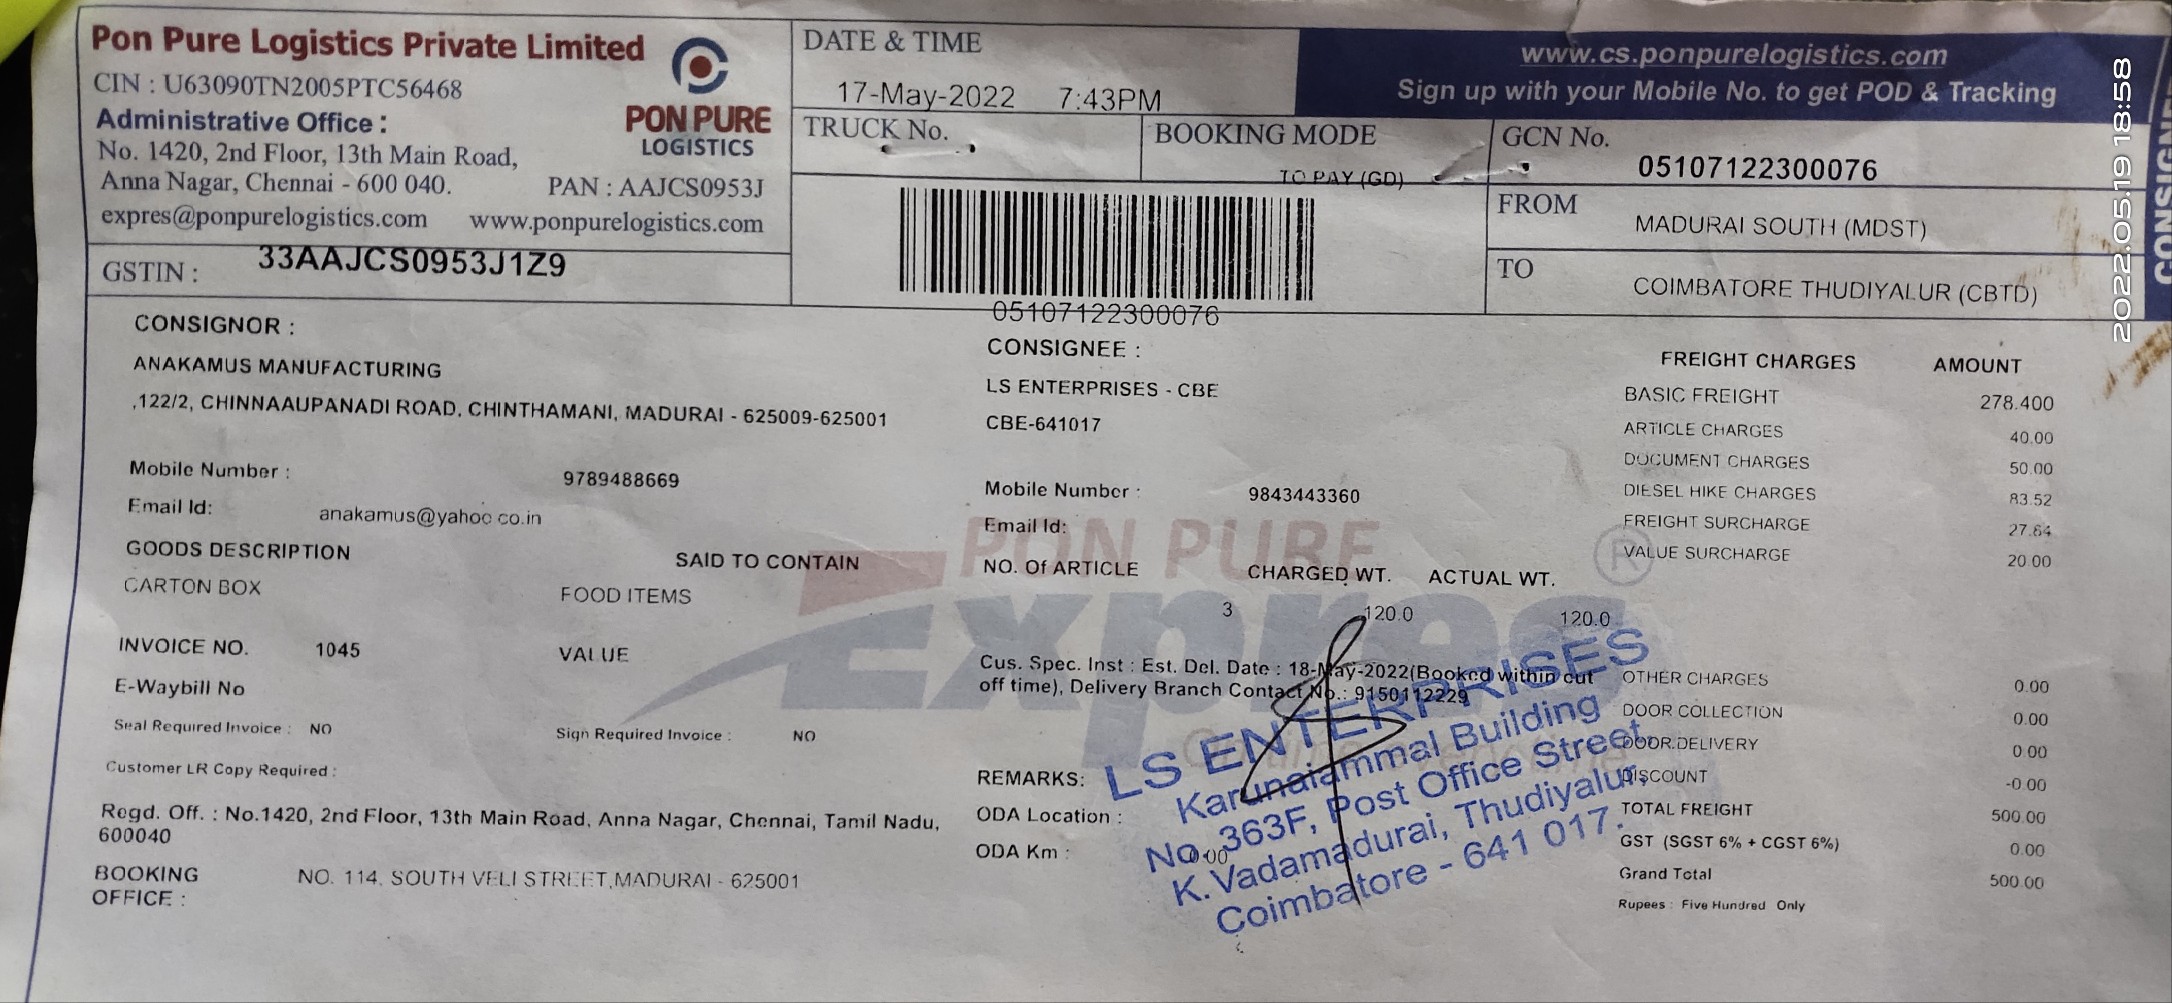 Pon Pure Logistics Private Limited
CIN : U63090TN2005PTC56468
Administrative Office :
No. 1420, 2nd Floor, 13th Main Road,
Anna Nagar, Chennai - 600 040.
PAN : AAJCS0953J
expres@ponpurelogistics.com www.ponpurelogistics.com
PON PURE
LOGISTICS
GSTIN : 33AAJCS0953J1Z9
DATE & TIME
17-May-2022 7:43PM
www.cs.ponpurelogistics.com
Sign up with your Mobile No. to get POD & Tracking
TRUCK No.
BOOKING MODE
TO PAY (GD)
GCN No.
05107122300076
FROM
MADURAI SOUTH (MDST)
TO
COIMBATORE THUDIYALUR (CBTD)
05107122300076
2022.05.19 18:58
CONSIGNOR :
ANAKAMUS MANUFACTURING
,122/2, CHINNAAUPANADI ROAD, CHINTHAMANI, MADURAI - 625009-625001
Mobile Number : 9789488669
Email Id: anakamus@yahoo.co.in
GOODS DESCRIPTION SAID TO CONTAIN
CARTON BOX FOOD ITEMS
INVOICE NO. 1045 VALUE
E-Waybill No
Seal Required Invoice : NO Sign Required Invoice : NO
Customer LR Copy Required :
Regd. Off. : No.1420, 2nd Floor, 13th Main Road, Anna Nagar, Chennai, Tamil Nadu,
600040
BOOKING
OFFICE :
NO. 114, SOUTH VELI STREET,MADURAI - 625001
CONSIGNEE :
LS ENTERPRISES - CBE
CBE-641017
Mobile Number : 9843443360
Email Id:
PON PURE
Expres
NO. Of ARTICLE CHARGED WT. ACTUAL WT.
3 120.0 120.0
Cus. Spec. Inst : Est. Del. Date : 18-May-2022(Booked within cut
off time), Delivery Branch Contact No.: 9150112229
REMARKS:
ODA Location :
ODA Km : 0.00
LS ENTERPRISES
Karunaiammal Building
No. 363F, Post Office Street,
K. Vadamadurai, Thudiyalur,
Coimbatore - 641 017.
FREIGHT CHARGES AMOUNT
BASIC FREIGHT 278.400
ARTICLE CHARGES 40.00
DOCUMENT CHARGES 50.00
DIESEL HIKE CHARGES 83.52
FREIGHT SURCHARGE 27.84
VALUE SURCHARGE 20.00
OTHER CHARGES 0.00
DOOR COLLECTION 0.00
DOOR.DELIVERY 0.00
DISCOUNT -0.00
TOTAL FREIGHT 500.00
GST (SGST 6% + CGST 6%) 0.00
Grand Total 500.00
Rupees : Five Hundred Only